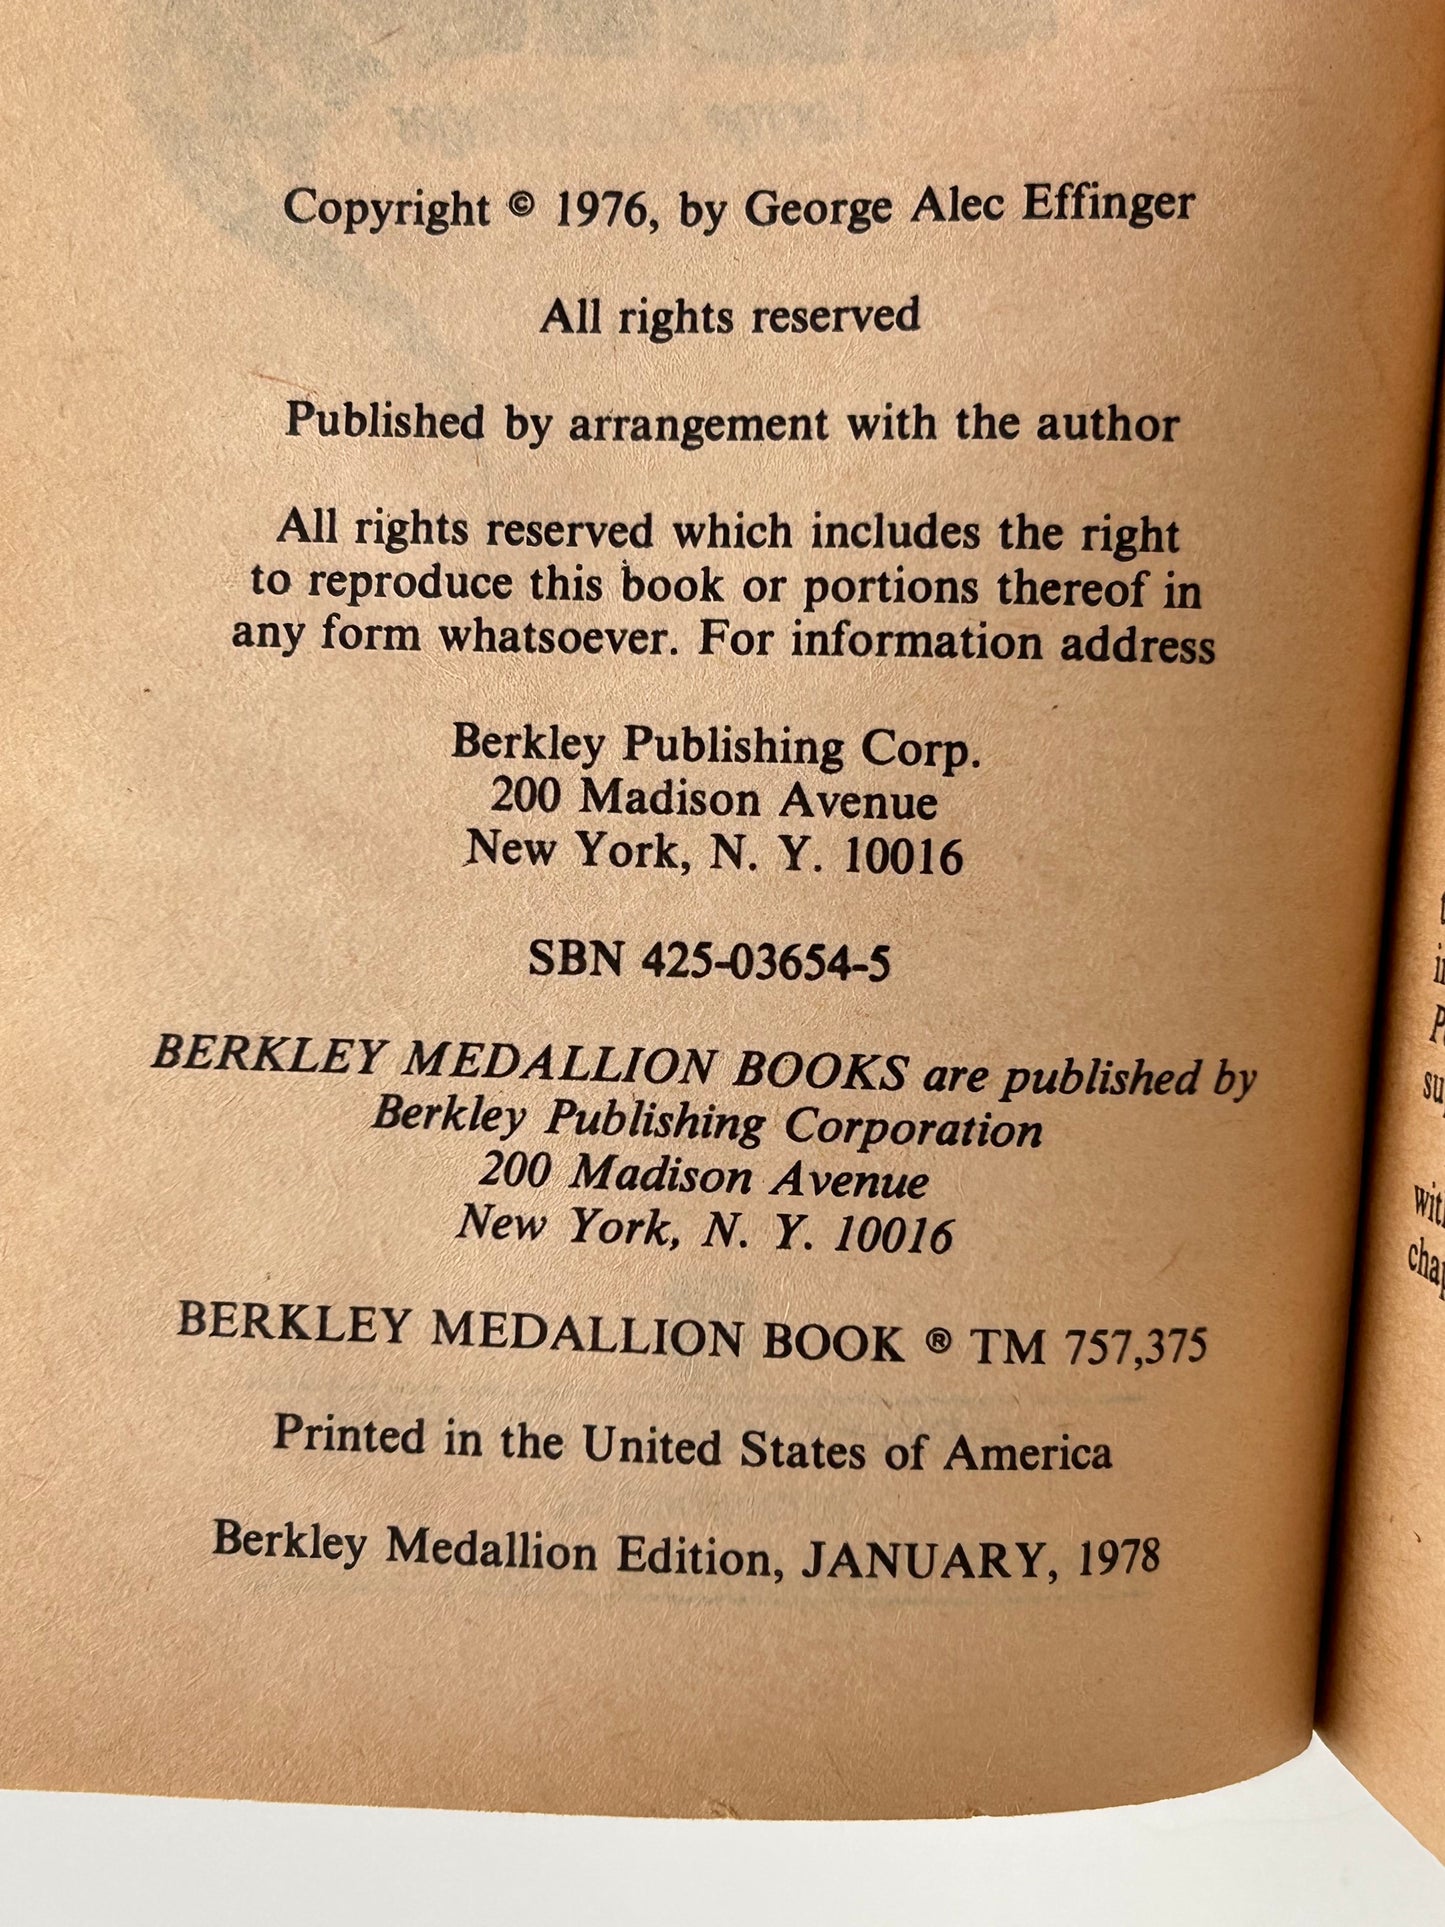 Copyright © 1976, by George Alec Effinger
All rights reserved
Published by arrangement with the author
All rights reserved which includes the right
to reproduce this book or portions thereof in
any form whatsoever. For information address
Berkley Publishing Corp.
200 Madison Avenue
New York, N. Y. 10016
SBN 425-03654-5
BERKLEY MEDALLION BOOKS are published by
Berkley Publishing Corporation
200 Madison Avenue
New York, N. Y. 10016
BERKLEY MEDALLION BOOK ® TM 757,375
Printed in the United States of America
Berkley Medallion Edition, JANUARY, 1978